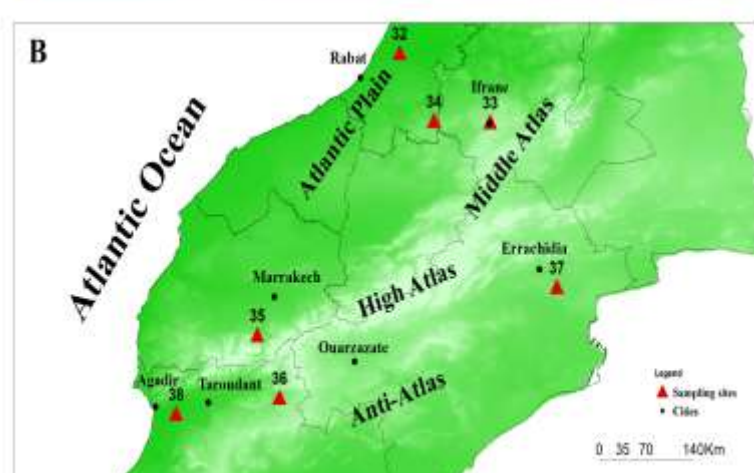 B
32
Rabat
Ifrane
34
33
Atlantic Plain
Middle Atlas
Atlantic Ocean
Errachidia
37
Marrakech
High Atlas
35
Ouarzazate
Agadir
Taroudant
36
38
Anti-Atlas
Legend
Sampling sites
Cities
0 35 70 140Km